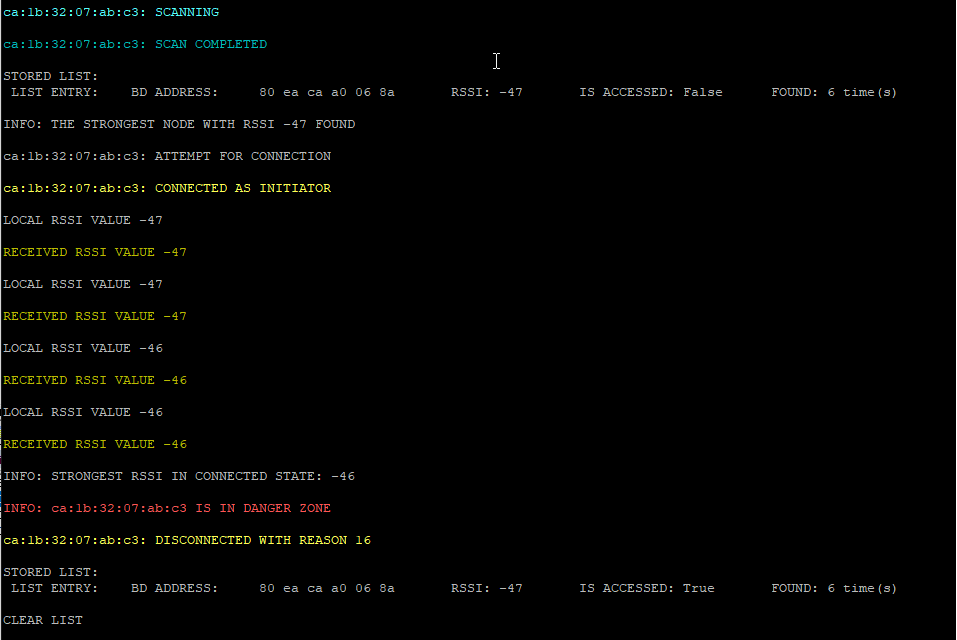 ca:1b:32:07:ab:c3: SCANNING
ca:1b:32:07:ab:c3: SCAN COMPLETED
STORED LIST:
LIST ENTRY: BD ADDRESS: 80 ea ca a0 06 8a RSSI: -47 IS ACCESSED: False FOUND: 6 time(s)
INFO: THE STRONGEST NODE WITH RSSI -47 FOUND
ca:1b:32:07:ab:c3: ATTEMPT FOR CONNECTION
ca:1b:32:07:ab:c3: CONNECTED AS INITIATOR
LOCAL RSSI VALUE -47
RECEIVED RSSI VALUE -47
LOCAL RSSI VALUE -47
RECEIVED RSSI VALUE -47
LOCAL RSSI VALUE -46
RECEIVED RSSI VALUE -46
LOCAL RSSI VALUE -46
RECEIVED RSSI VALUE -46
INFO: STRONGEST RSSI IN CONNECTED STATE: -46
INFO: ca:1b:32:07:ab:c3 IS IN DANGER ZONE
ca:1b:32:07:ab:c3: DISCONNECTED WITH REASON 16
STORED LIST:
LIST ENTRY: BD ADDRESS: 80 ea ca a0 06 8a RSSI: -47 IS ACCESSED: True FOUND: 6 time(s)
CLEAR LIST